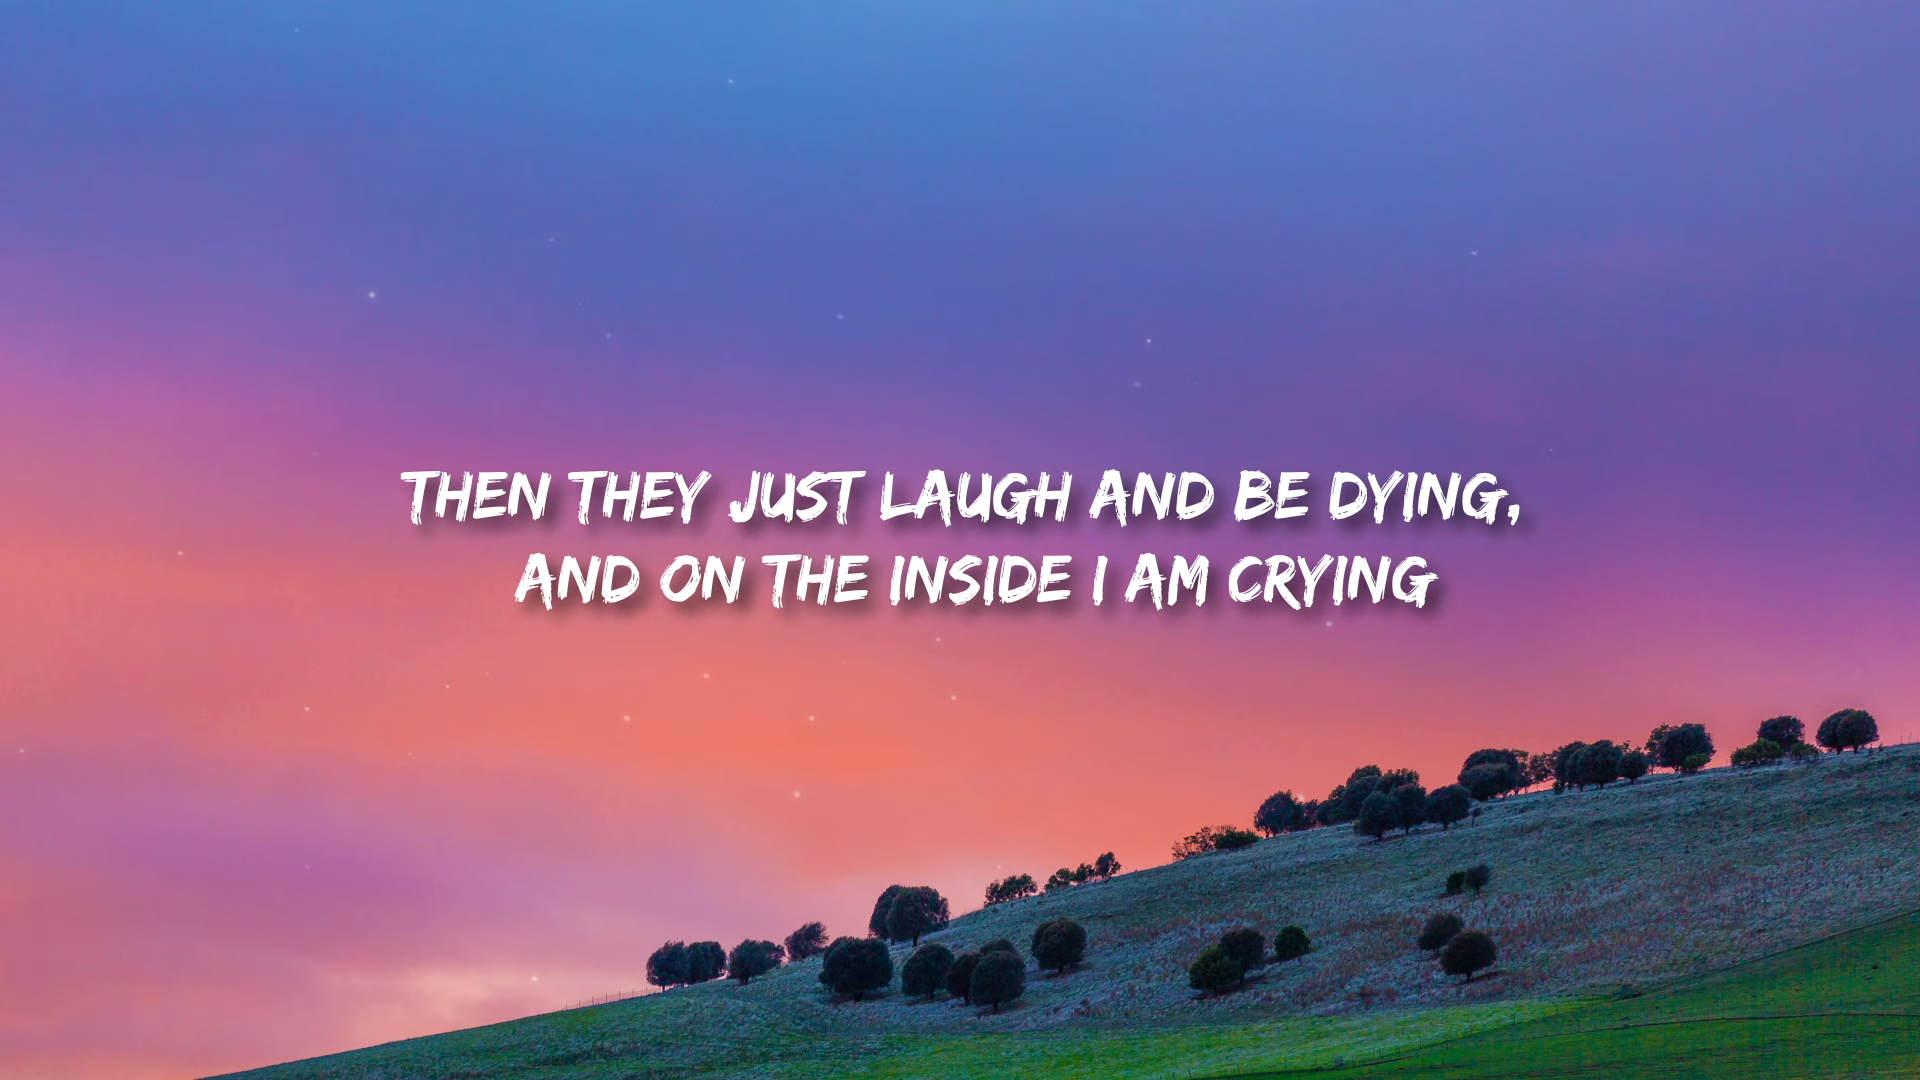 THEN THEY JUST LAUGH AND BE DYING,
AND ON THE INSIDE I AM CRYING